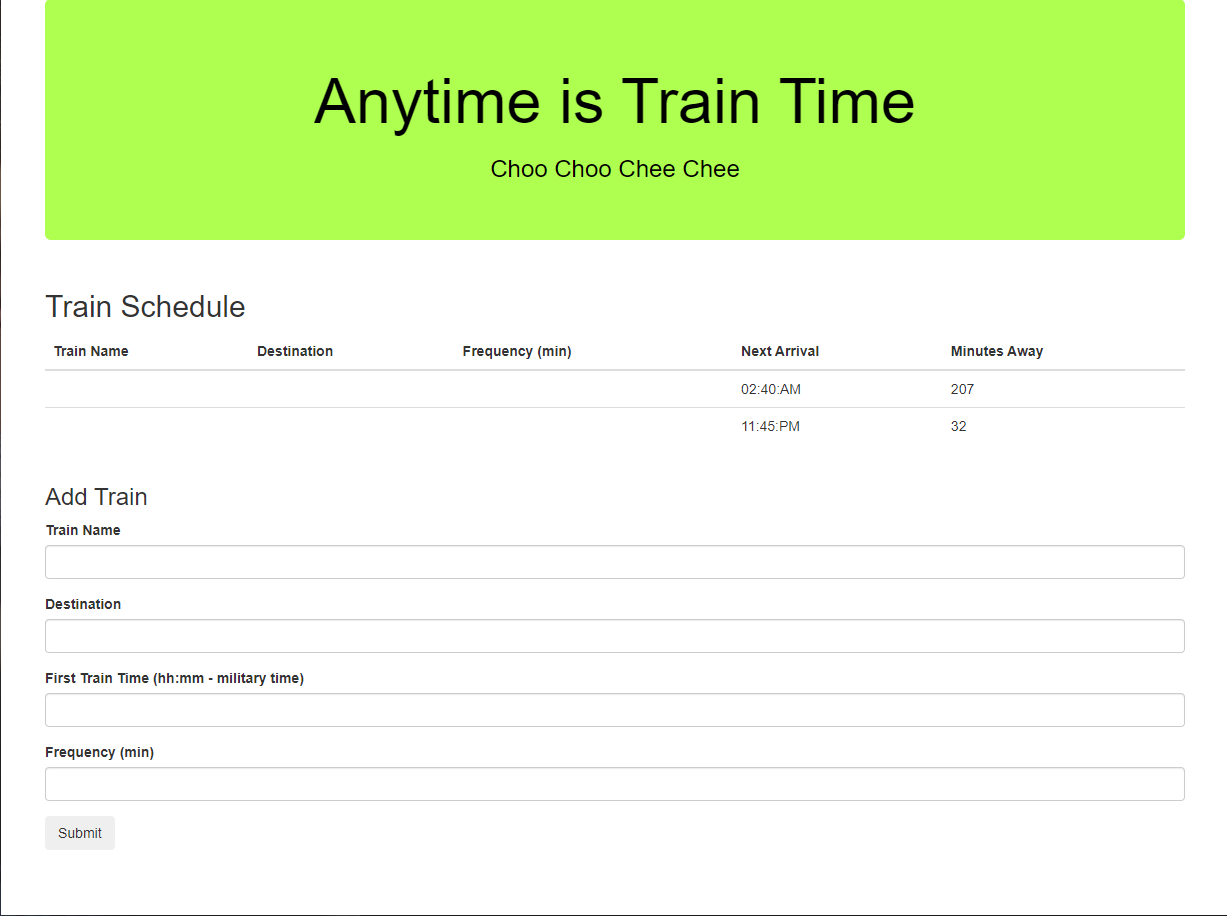 Anytime is Train Time
Choo Choo Chee Chee
Train Schedule
Train Name Destination Frequency (min) Next Arrival Minutes Away
02:40:AM 207
11:45:PM 32
Add Train
Train Name
Destination
First Train Time (hh:mm - military time)
Frequency (min)
Submit